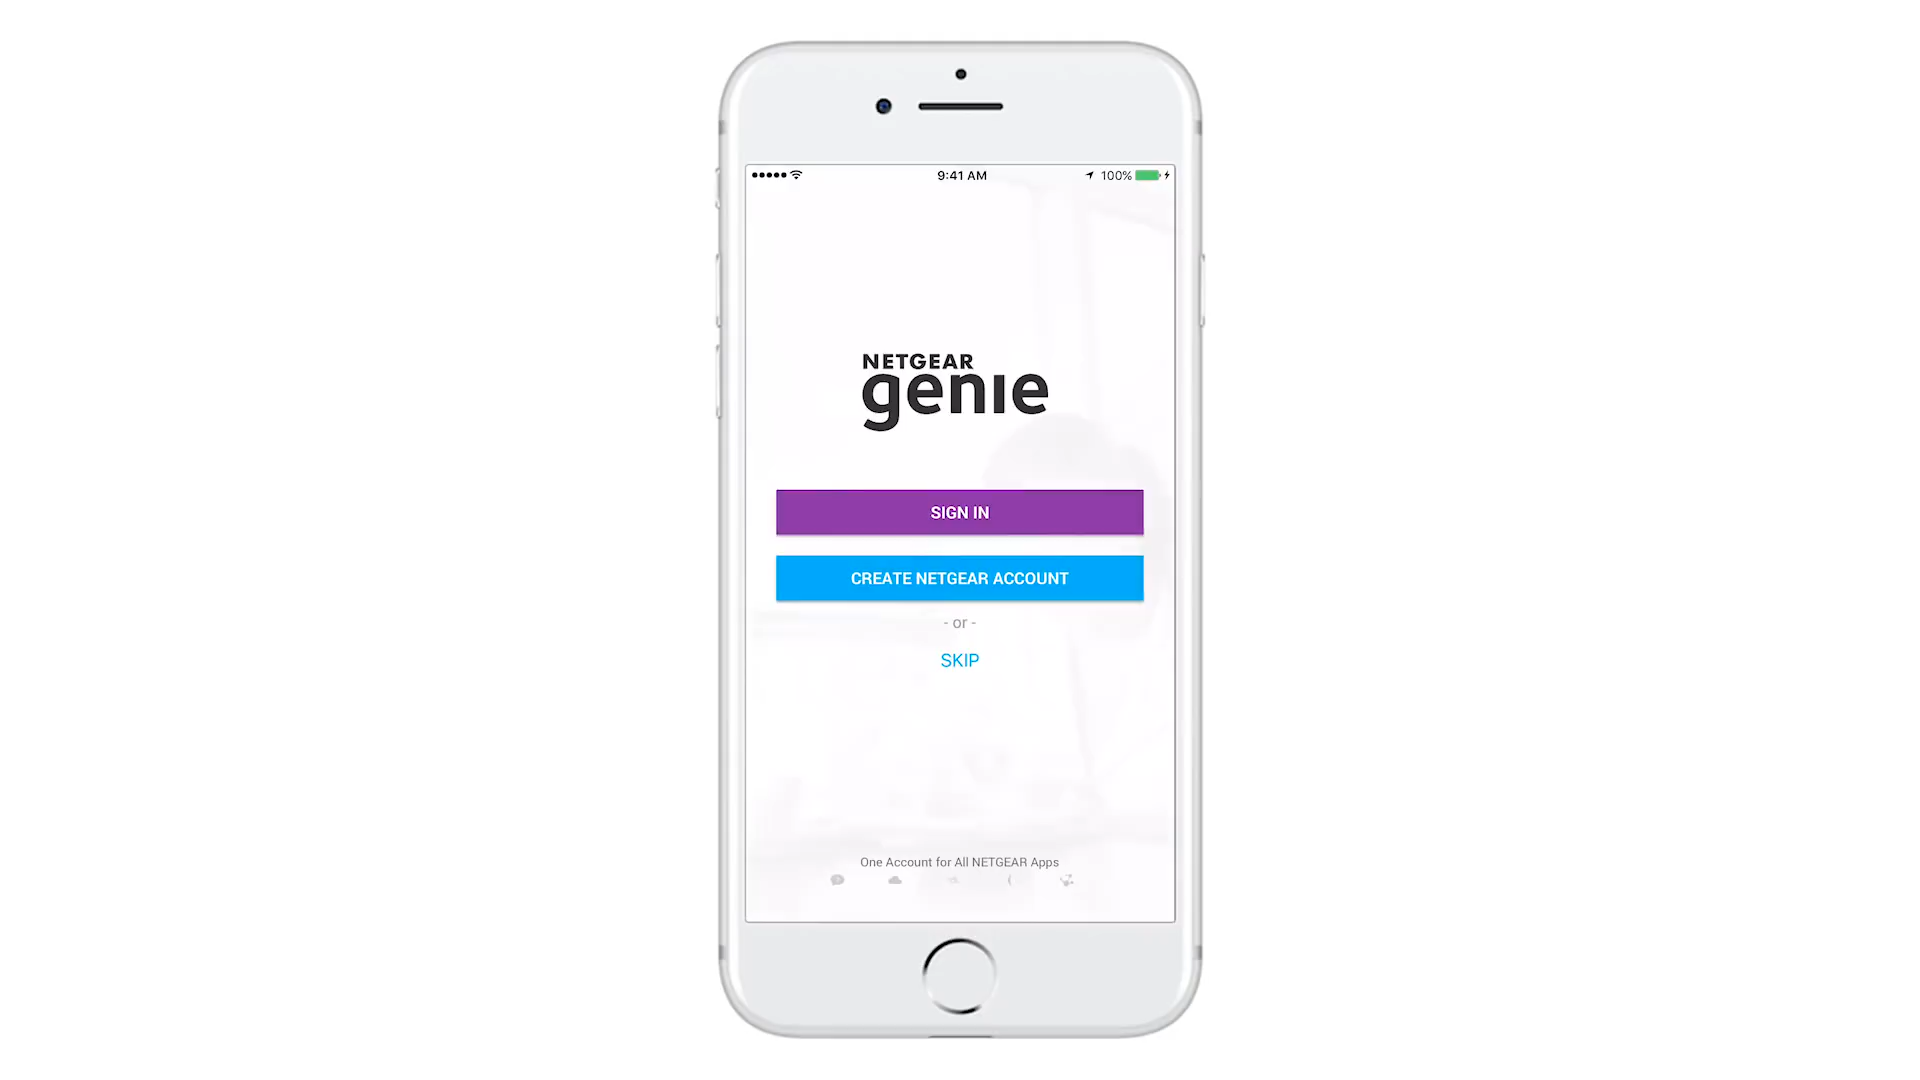 9:41 AM
100%
NETGEAR
genie
SIGN IN
CREATE NETGEAR ACCOUNT
- or -
SKIP
One Account for All NETGEAR Apps